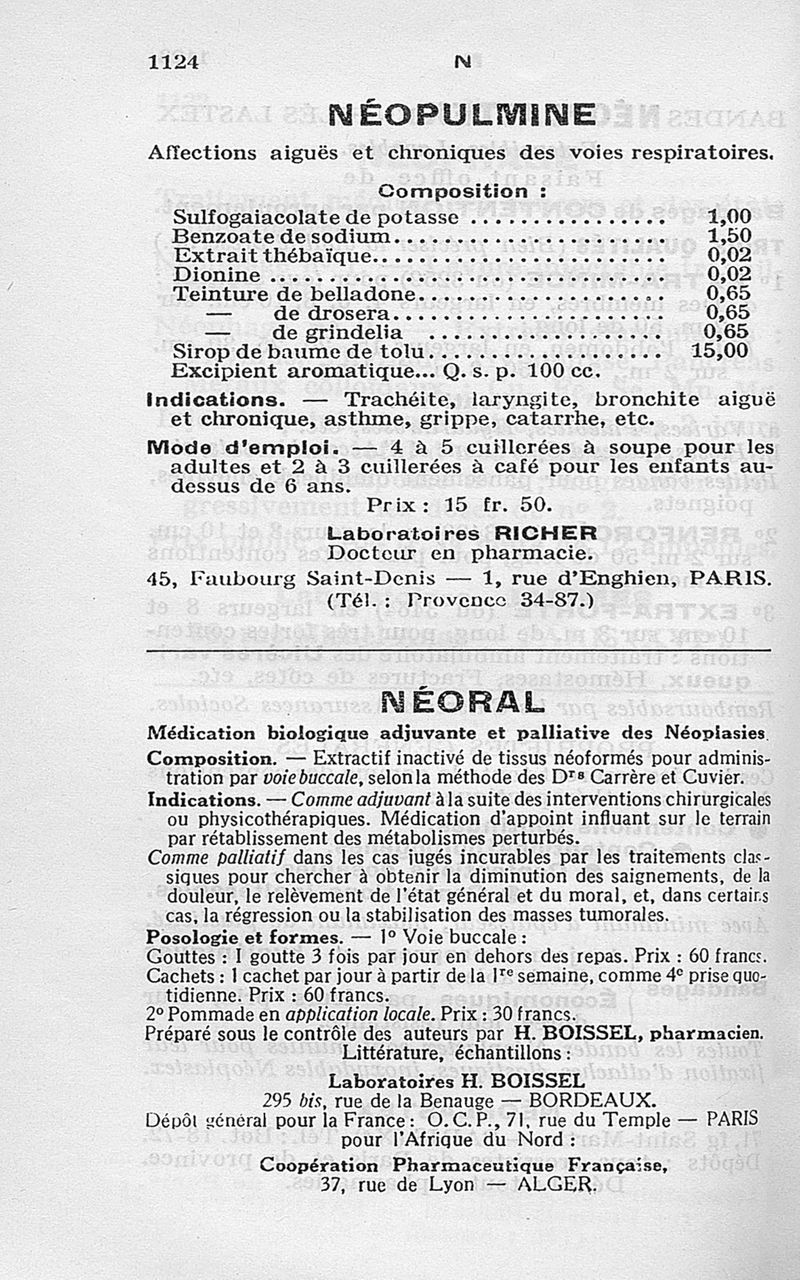 1124 N
NÉOPULMINE
Affections aiguës et chroniques des voies respiratoires.
Composition :
Sulfogaiacolate de potasse ................. 1,00
Benzoate de sodium....................... 1,50
Extrait thébaïque......................... 0,02
Dionine .................................. 0,02
Teinture de belladone..................... 0,65
— de drosera....................... 0,65
— de grindelia .................... 0,65
Sirop de baume de tolu.................... 15,00
Excipient aromatique... Q. s. p. 100 cc.
Indications. — Trachéite, laryngite, bronchite aiguë
et chronique, asthme, grippe, catarrhe, etc.
Mode d'emploi. — 4 à 5 cuillerées à soupe pour les
adultes et 2 à 3 cuillerées à café pour les enfants au-
dessus de 6 ans.
Prix : 15 fr. 50.
Laboratoires RICHER
Docteur en pharmacie.
45, Faubourg Saint-Denis — 1, rue d'Enghien, PARIS.
(Tél. : Provence 34-87.)
NÉORAL
Médication biologique adjuvante et palliative des Néoplasies.
Composition. — Extractif inactivé de tissus néoformés pour adminis-
tration par voie buccale, selon la méthode des Drs Carrère et Cuvier.
Indications. — Comme adjuvant à la suite des interventions chirurgicales
ou physicothérapiques. Médication d'appoint influant sur le terrain
par rétablissement des métabolismes perturbés.
Comme palliatif dans les cas jugés incurables par les traitements clas-
siques pour chercher à obtenir la diminution des saignements, de la
douleur, le relèvement de l'état général et du moral, et, dans certains
cas, la régression ou la stabilisation des masses tumorales.
Posologie et formes. — 1° Voie buccale :
Gouttes : 1 goutte 3 fois par jour en dehors des repas. Prix : 60 francs.
Cachets : 1 cachet par jour à partir de la 1re semaine, comme 4e prise quo-
tidienne. Prix : 60 francs.
2° Pommade en application locale. Prix : 30 francs.
Préparé sous le contrôle des auteurs par H. BOISSEL, pharmacien.
Littérature, échantillons :
Laboratoires H. BOISSEL
295 bis, rue de la Benauge — BORDEAUX.
Dépôt général pour la France : O.C.P., 71, rue du Temple — PARIS
pour l'Afrique du Nord :
Coopération Pharmaceutique Française,
37, rue de Lyon — ALGER.